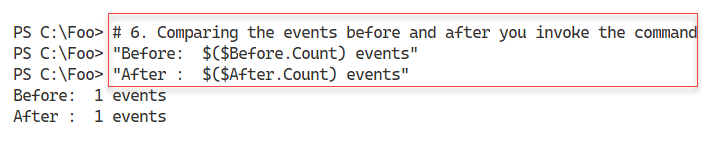 PS C:\Foo> # 6. Comparing the events before and after you invoke the command
PS C:\Foo> "Before:  $($Before.Count) events"
PS C:\Foo> "After :  $($After.Count) events"
Before:  1 events
After :  1 events